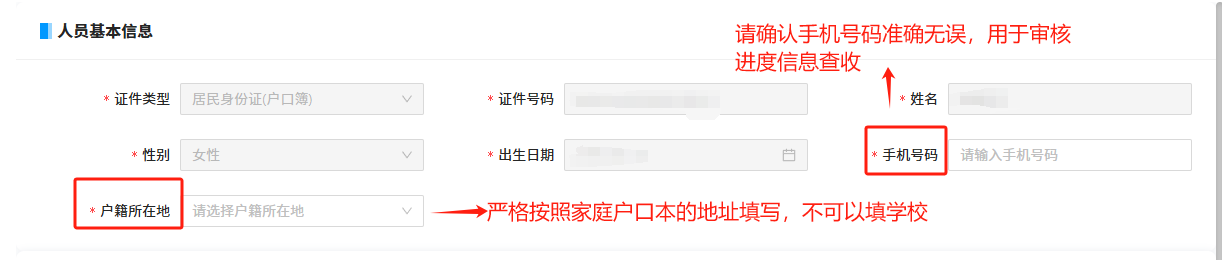 人员基本信息
请确认手机号码准确无误，用于审核
进度信息查收
* 证件类型 居民身份证(户口簿) * 证件号码 * 姓名
* 性别 女性 * 出生日期 * 手机号码 请输入手机号码
* 户籍所在地 请选择户籍所在地 严格按照家庭户口本的地址填写，不可以填学校